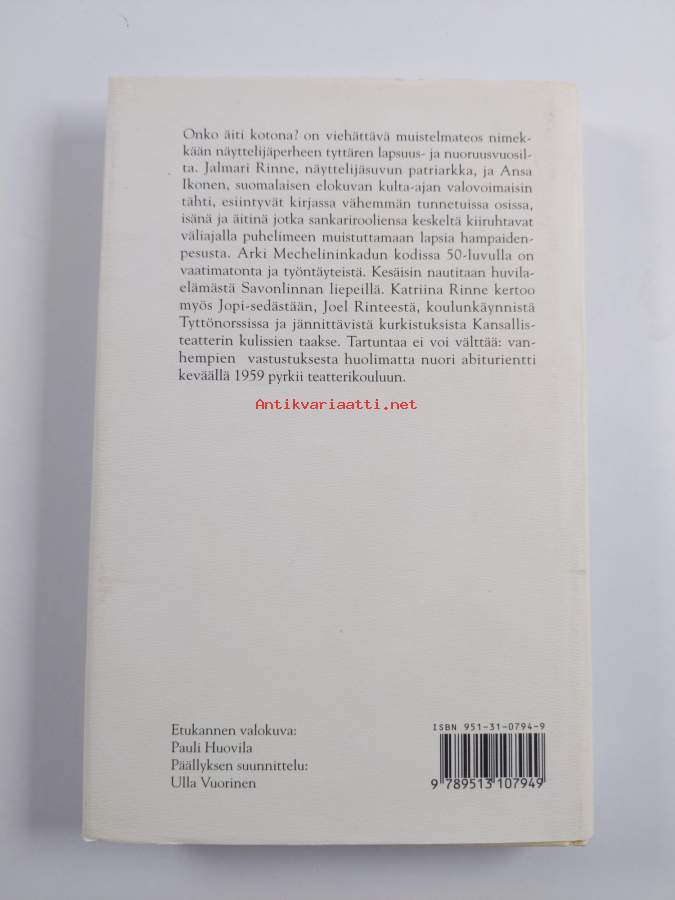 Onko äiti kotona? on viehättävä muistelmateos nimek-
kään näyttelijäperheen tyttären lapsuus- ja nuoruusvuosil-
ta. Jalmari Rinne, näyttelijäsuvun patriarkka, ja Ansa
Ikonen, suomalaisen elokuvan kulta-ajan valovoimaisin
tähti, esiintyvät kirjassa vähemmän tunnetuissa osissa,
isänä ja äitinä jotka sankarirooliensa keskeltä kiiruhtavat
väliajalla puhelimeen muistuttamaan lapsia hampaiden-
pesusta. Arki Mechelininkadun kodissa 50-luvulla on
vaatimatonta ja työntäyteistä. Kesäisin nautitaan huvila-
elämästä Savonlinnan liepeillä. Katriina Rinne kertoo
myös Jopi-sedästään, Joel Rinteestä, koulunkäynnistä
Tyttönorssissa ja jännittävistä kurkistuksista Kansallis-
teatterin kulissien taakse. Tartuntaa ei voi välttää: van-
hempien vastustuksesta huolimatta nuori abiturientti
keväällä 1959 pyrkii teatterikouluun.
Antikvariaatti.net
Etukannen valokuva:
Pauli Huovila
Päällyksen suunnittelu:
Ulla Vuorinen
ISBN 951-31-0794-9
9 789513 107949